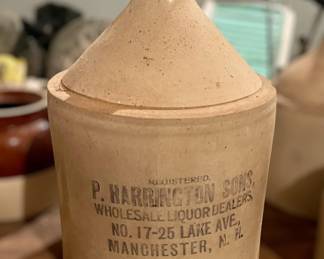 REGISTERED.
P. HARRINGTON SONS,
WHOLESALE LIQUOR DEALERS,
NO. 17-25 LAKE AVE.,
MANCHESTER, N. H.